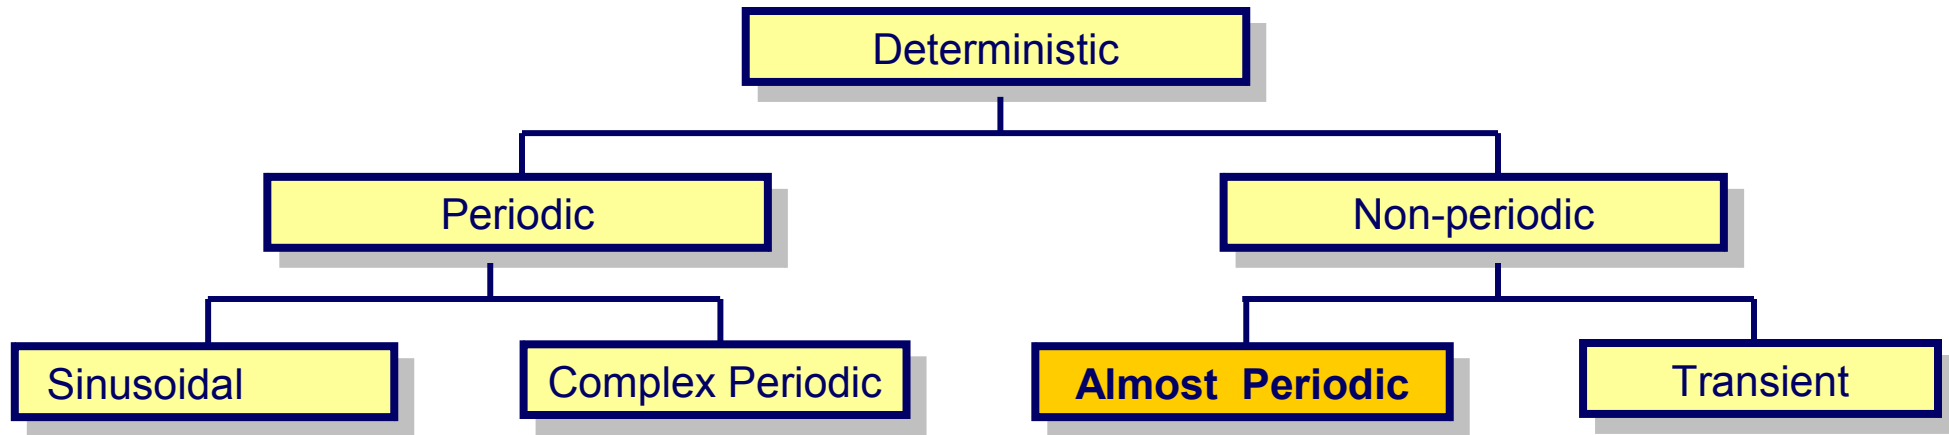 Deterministic
Periodic
Non-periodic
Sinusoidal
Complex Periodic
Almost Periodic
Transient